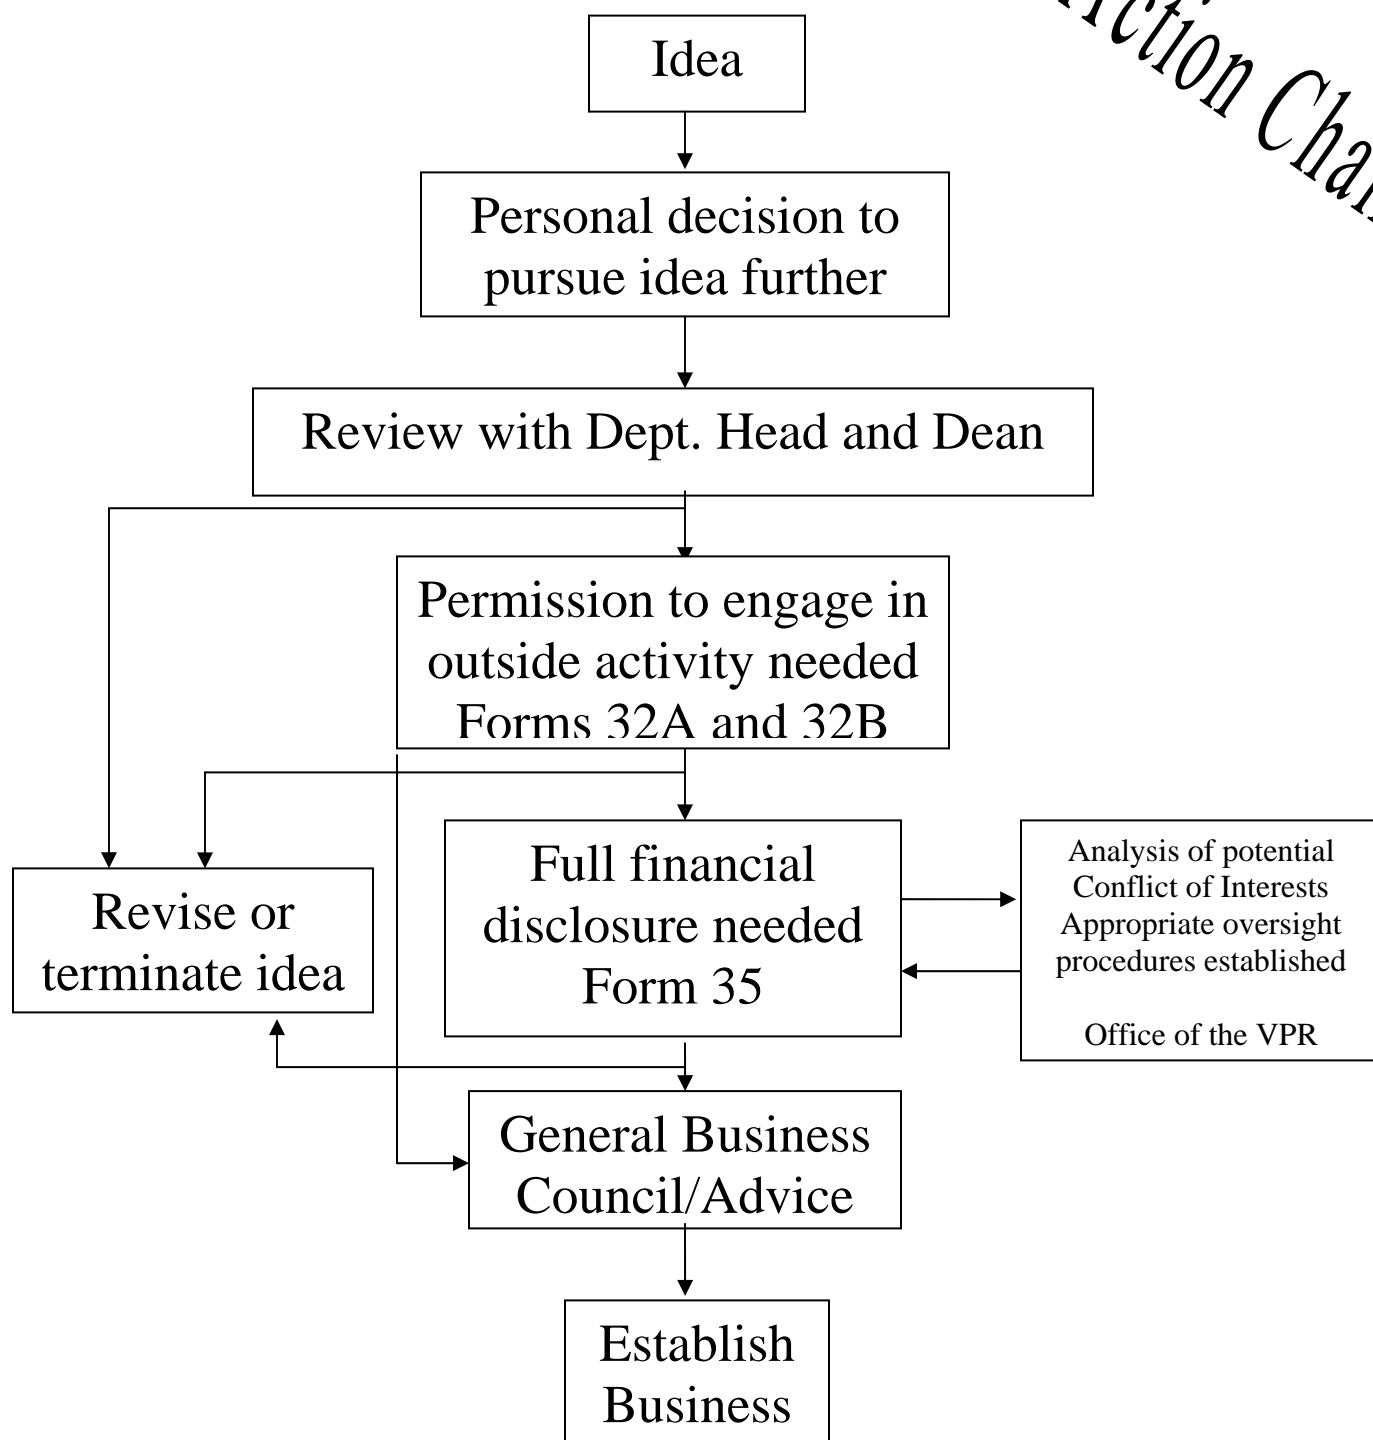 Idea
Personal decision to
pursue idea further
Review with Dept. Head and Dean
Permission to engage in
outside activity needed
Forms 32A and 32B
Full financial
disclosure needed
Form 35
Analysis of potential
Conflict of Interests
Appropriate oversight
procedures established
Office of the VPR
Revise or
terminate idea
General Business
Council/Advice
Establish
Business